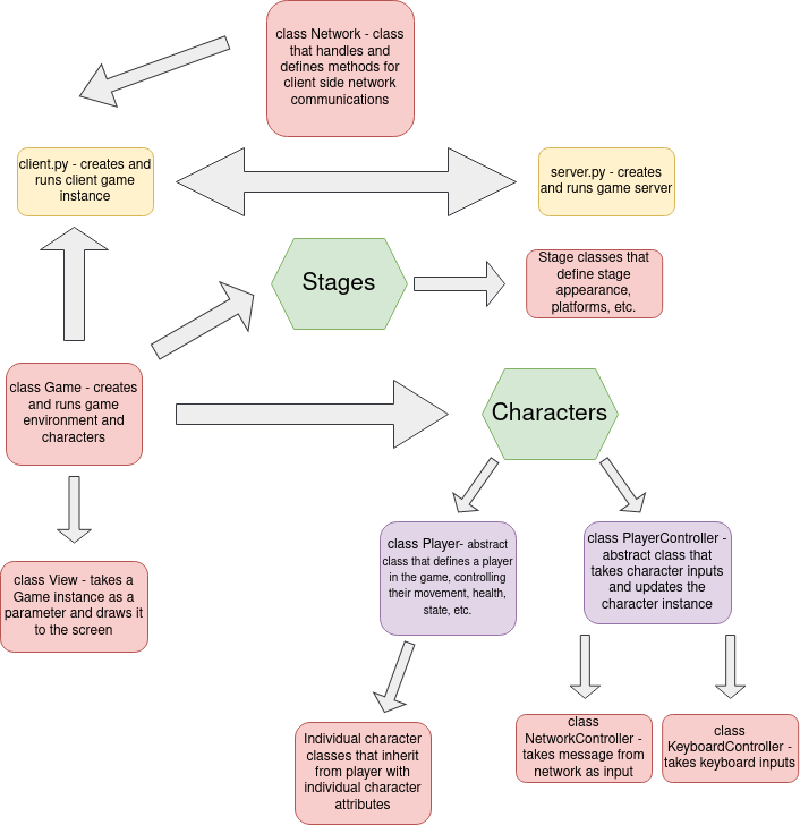 class Network - class
that handles and
defines methods for
client side network
communications
client.py - creates and
runs client game
instance
server.py - creates
and runs game server
Stages
Stage classes that
define stage
appearance,
platforms, etc.
class Game - creates
and runs game
environment and
characters
Characters
class View - takes a
Game instance as a
parameter and draws it
to the screen
class Player- abstract
class that defines a player
in the game, controlling
their movement, health,
state, etc.
class PlayerController -
abstract class that
takes character inputs
and updates the
character instance
Individual character
classes that inherit
from player with
individual character
attributes
class
NetworkController -
takes message from
network as input
class
KeyboardController -
takes keyboard inputs